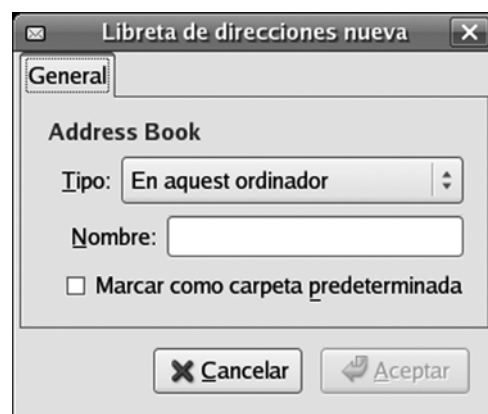 Libreta de direcciones nueva
General
Address Book
Tipo: En aquest ordinador
Nombre:
Marcar como carpeta predeterminada
Cancelar Aceptar